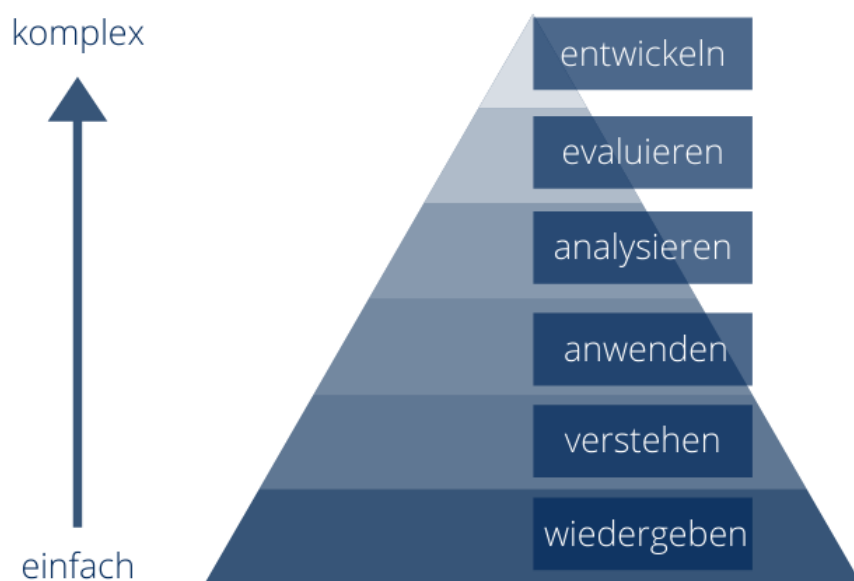 komplex
entwickeln
evaluieren
analysieren
anwenden
verstehen
wiedergeben
einfach